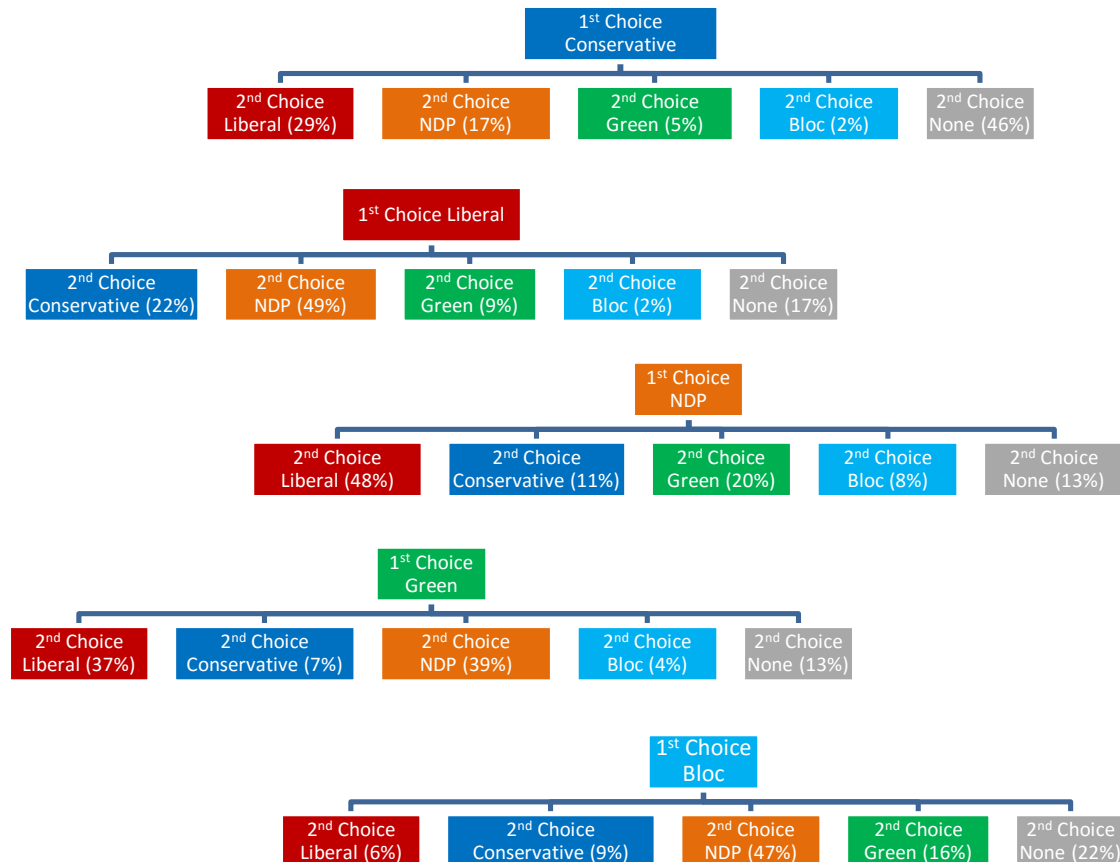 1st Choice
Conservative
2nd Choice
Liberal (29%)
2nd Choice
NDP (17%)
2nd Choice
Green (5%)
2nd Choice
Bloc (2%)
2nd Choice
None (46%)
1st Choice Liberal
2nd Choice
Conservative (22%)
2nd Choice
NDP (49%)
2nd Choice
Green (9%)
2nd Choice
Bloc (2%)
2nd Choice
None (17%)
1st Choice
NDP
2nd Choice
Liberal (48%)
2nd Choice
Conservative (11%)
2nd Choice
Green (20%)
2nd Choice
Bloc (8%)
2nd Choice
None (13%)
1st Choice
Green
2nd Choice
Liberal (37%)
2nd Choice
Conservative (7%)
2nd Choice
NDP (39%)
2nd Choice
Bloc (4%)
2nd Choice
None (13%)
1st Choice
Bloc
2nd Choice
Liberal (6%)
2nd Choice
Conservative (9%)
2nd Choice
NDP (47%)
2nd Choice
Green (16%)
2nd Choice
None (22%)